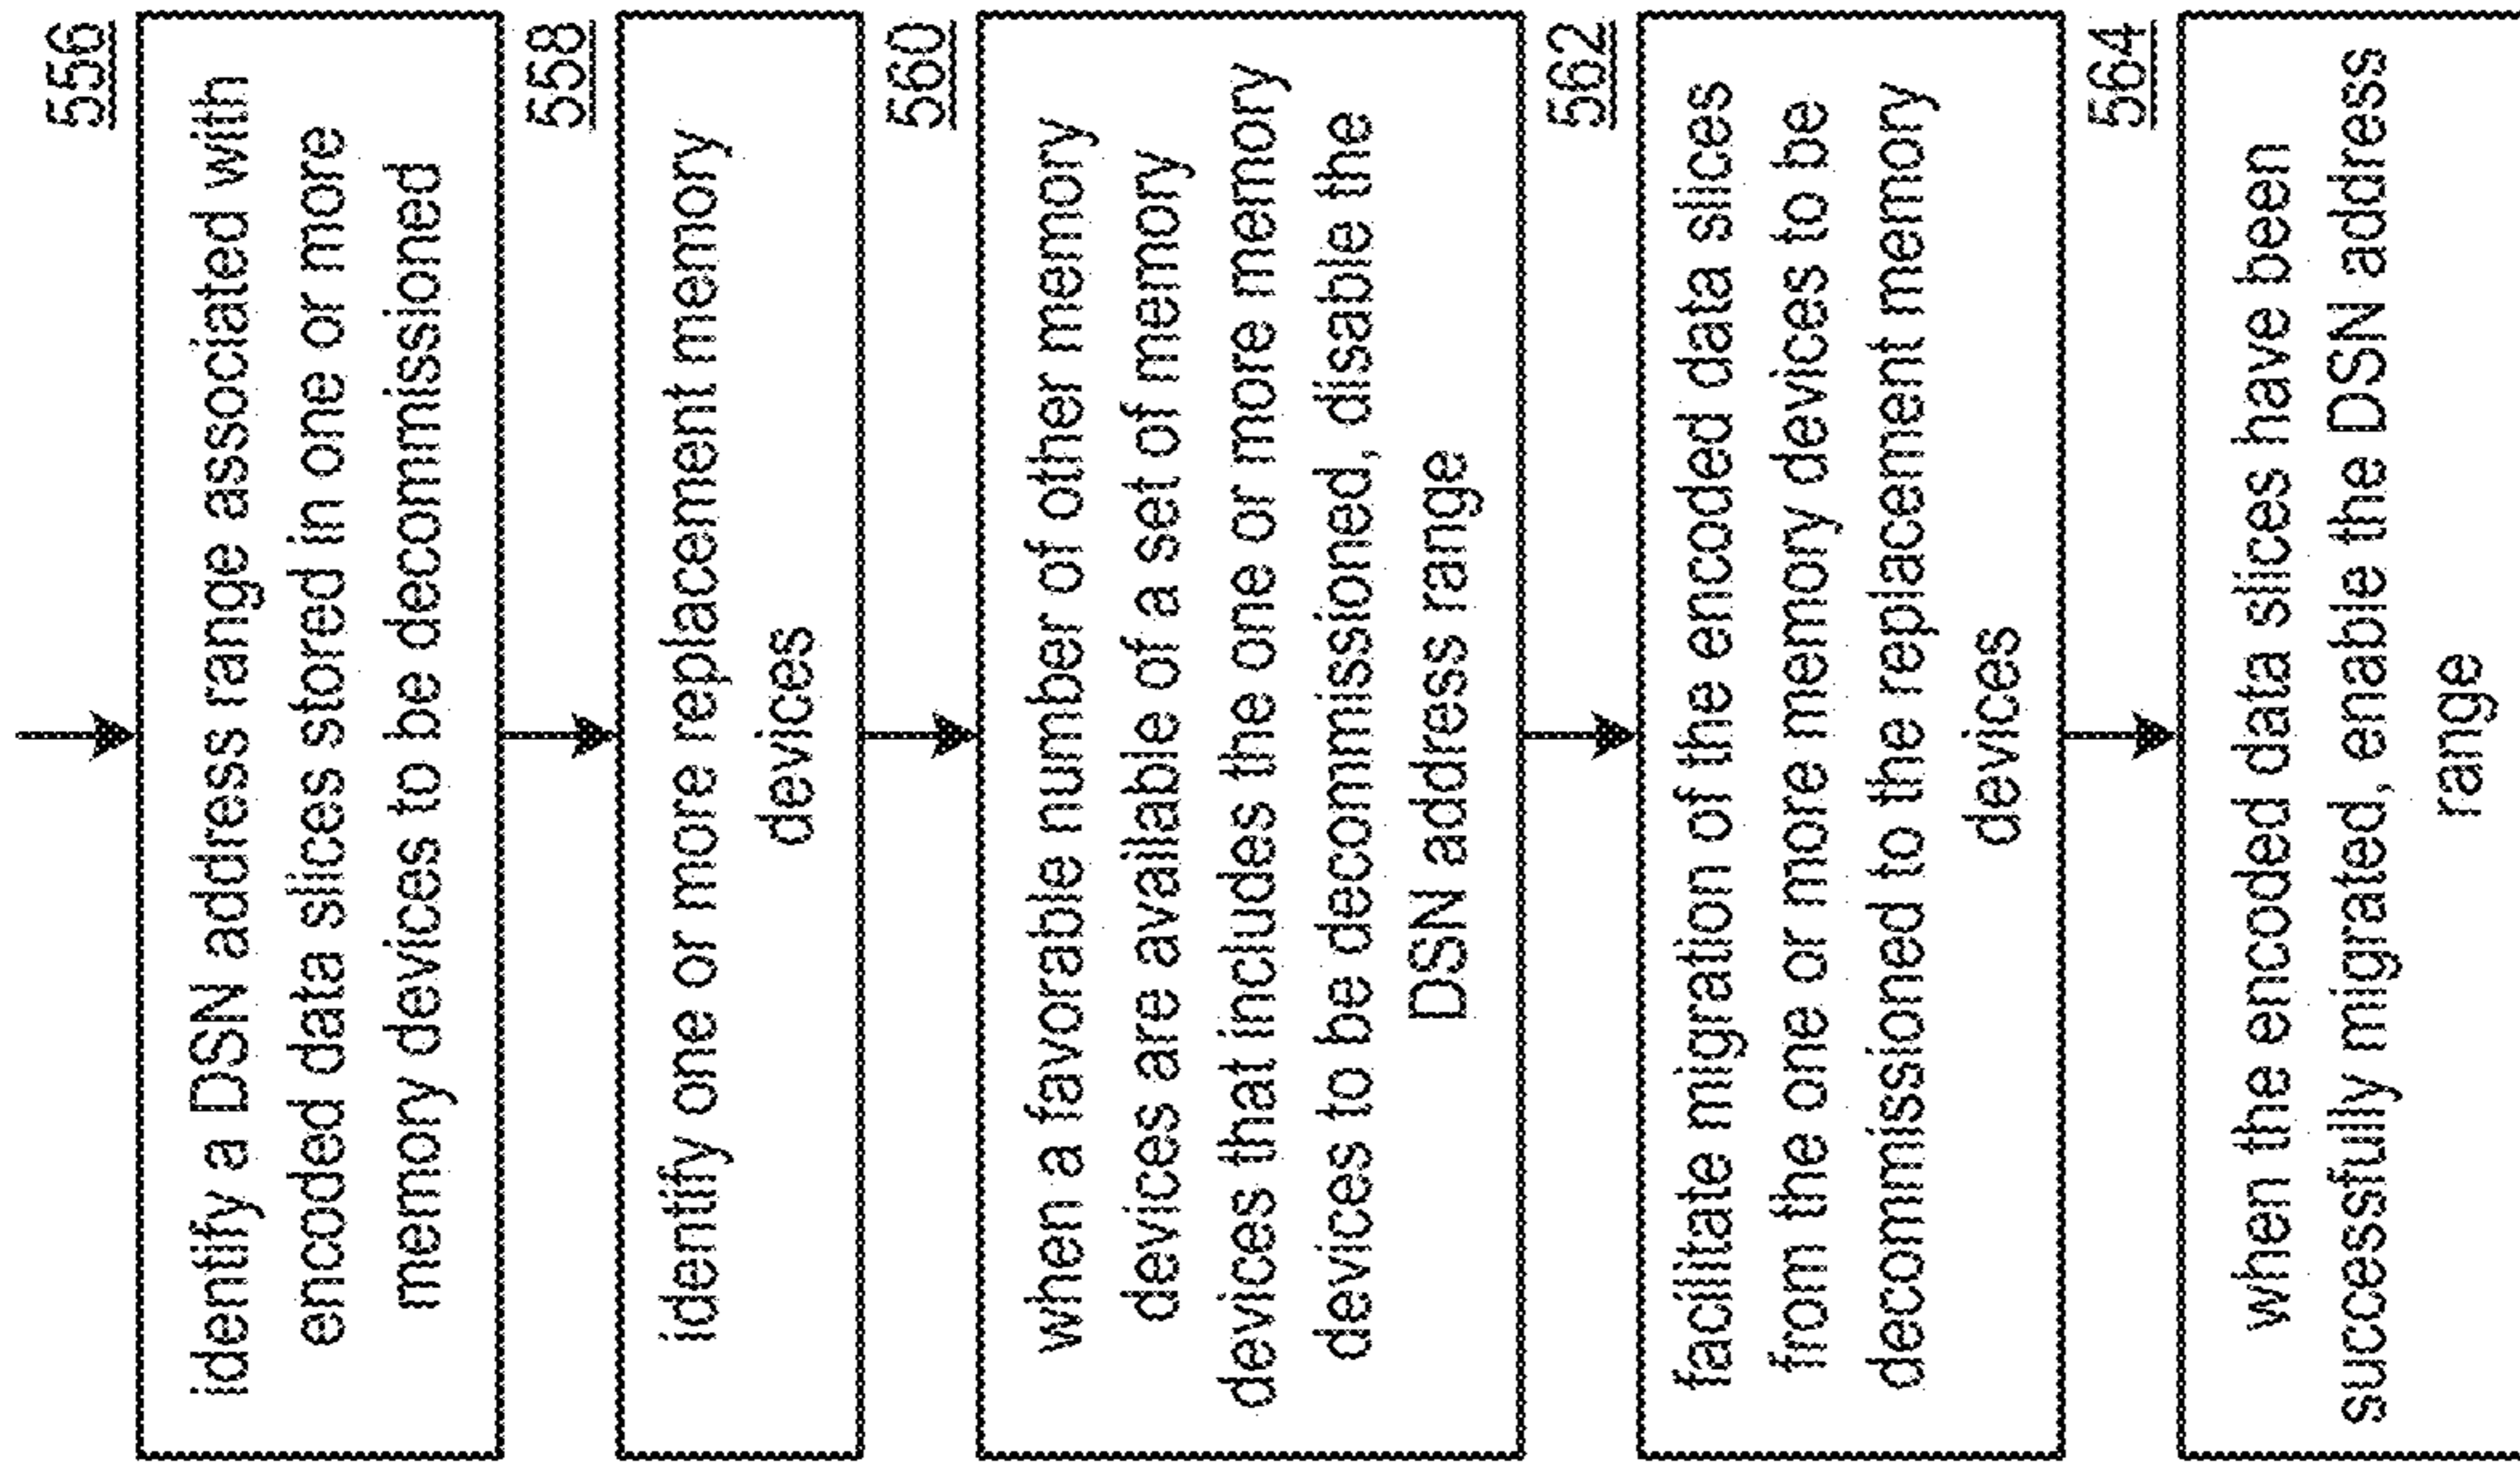 556
identify a DSN address range associated with
encoded data slices stored in one or more
memory devices to be decommissioned
558
identify one or more replacement memory
devices
560
when a favorable number of other memory
devices are available of a set of memory
devices that includes the one or more memory
devices to be decommissioned, disable the
DSN address range
562
facilitate migration of the encoded data slices
from the one or more memory devices to be
decommissioned to the replacement memory
devices
564
when the encoded data slices have been
successfully migrated, enable the DSN address
range